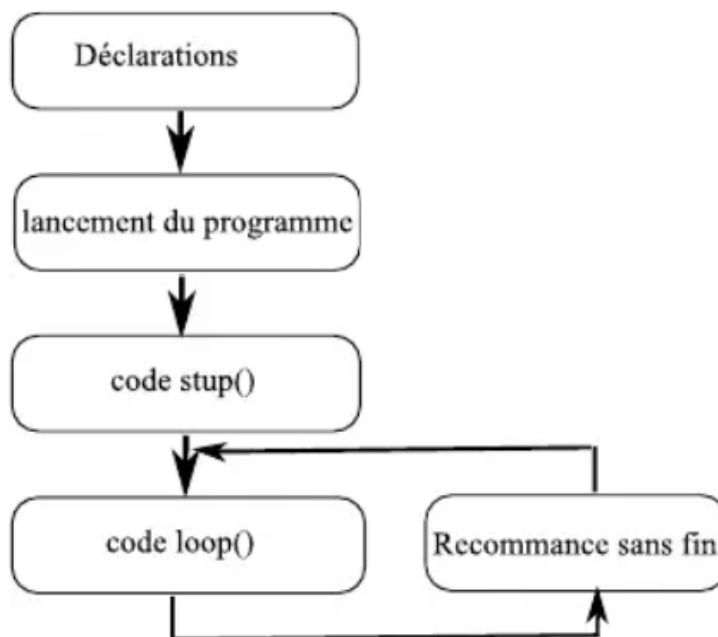 Déclarations
lancement du programme
code stup()
code loop()
Recommance sans fin